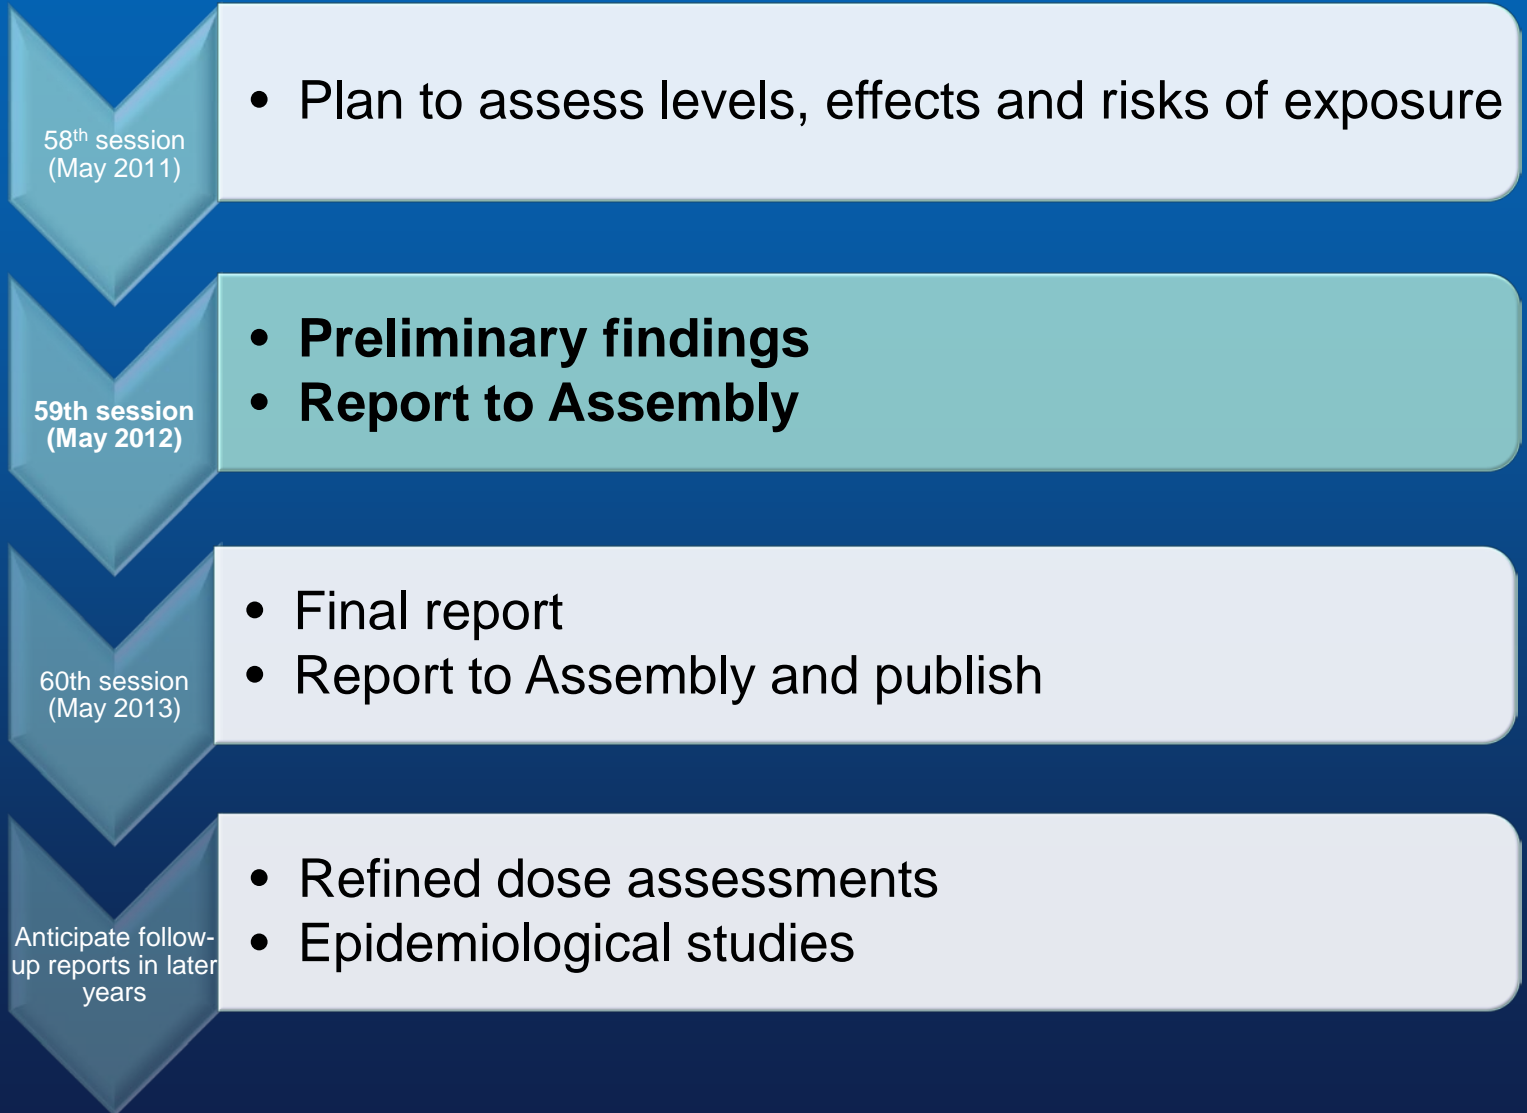 58th session
(May 2011)
• Plan to assess levels, effects and risks of exposure
59th session
(May 2012)
• Preliminary findings
• Report to Assembly
60th session
(May 2013)
• Final report
• Report to Assembly and publish
Anticipate follow-
up reports in later
years
• Refined dose assessments
• Epidemiological studies